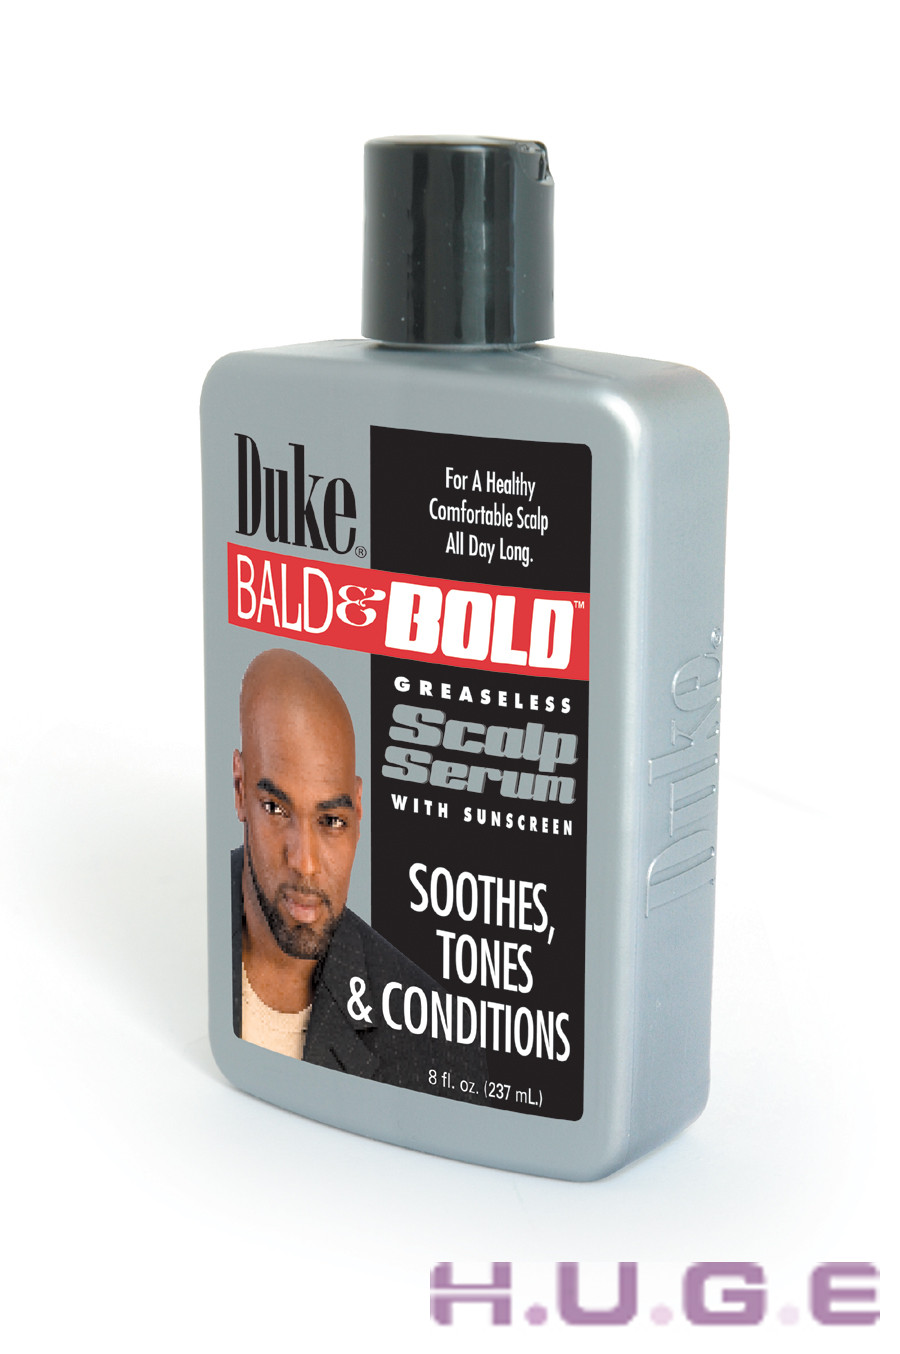 Duke®
For A Healthy
Comfortable Scalp
All Day Long.
BALD & BOLD™
GREASELESS
Scalp
Serum
WITH SUNSCREEN
SOOTHES,
TONES
& CONDITIONS
8 fl. oz. (237 mL.)
Duke®
H.U.G.E